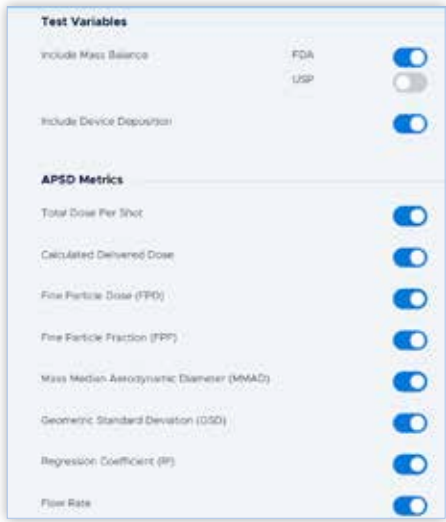 Test Variables
Include Mass Balance FDA
USP
Include Device Deposition
APSD Metrics
Total Dose Per Shot
Calculated Delivered Dose
Fine Particle Dose (FPD)
Fine Particle Fraction (FPF)
Mass Median Aerodynamic Diameter (MMAD)
Geometric Standard Deviation (GSD)
Regression Coefficient
Flow Rate